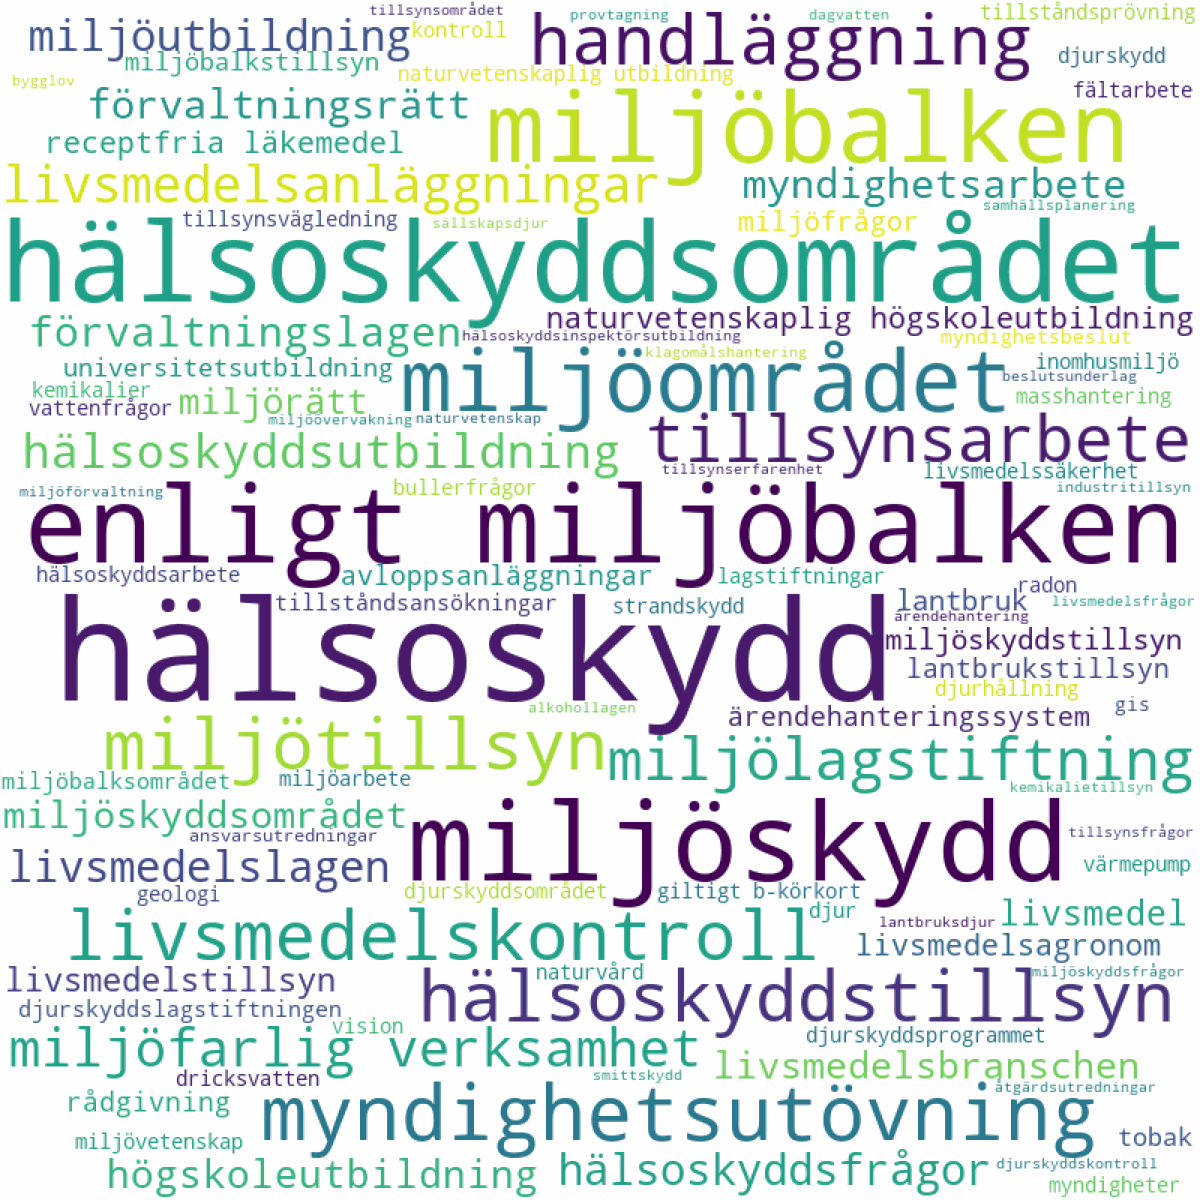 tillsynsområdet provtagning dagvatten tillståndsprövning
miljöutbildning kontroll handläggning djurskydd
miljöbalkstillsyn
bygglov naturvetenskaplig utbildning fältarbete
förvaltningsrätt miljöbalken
receptfria läkemedel
livsmedelsanläggningar myndighetsarbete
tillsynsvägledning sällskapsdjur miljöfrågor samhällsplanering
hälsoskyddsområdet
förvaltningslagen naturvetenskaplig högskoleutbildning
hälsoskyddsinspektörsutbildning myndighetsbeslut
universitetsutbildning miljöområdet klagomålshantering inomhusmiljö
kemikalier miljörätt beslutsunderlag masshantering
vattenfrågor miljöövervakning naturvetenskap
hälsoskyddsutbildning tillsynsarbete
tillsynserfarenhet livsmedelssäkerhet
miljöförvaltning bullerfrågor industritillsyn
enligt miljöbalken
hälsoskyddsarbete avloppsanläggningar lagstiftningar radon
tillståndsansökningar strandskydd lantbruk livsmedelsfrågor
ärendehantering
hälsoskydd miljöskyddstillsyn
lantbrukstillsyn
djurhållning
alkohollagen ärendehanteringssystem gis
miljötillsyn miljölagstiftning
miljöbalksområdet miljöarbete kemikalietillsyn
miljöskyddsområdet miljöskydd
ansvarsutredningar tillsynsfrågor
livsmedelslagen värmepump
geologi djurskyddsområdet giltigt b-körkort
djur lantbruksdjur livsmedel
livsmedelskontroll livsmedelsagronom
livsmedelstillsyn naturvård hälsoskyddstillsyn miljöskyddsfrågor
djurskyddslagstiftningen
vision djurskyddsprogrammet
miljöfarlig verksamhet livsmedelsbranschen
dricksvatten smittskydd åtgärdsutredningar
rådgivning myndighetsutövning
miljövetenskap tobak
högskoleutbildning hälsoskyddsfrågor djurskyddskontroll
myndigheter